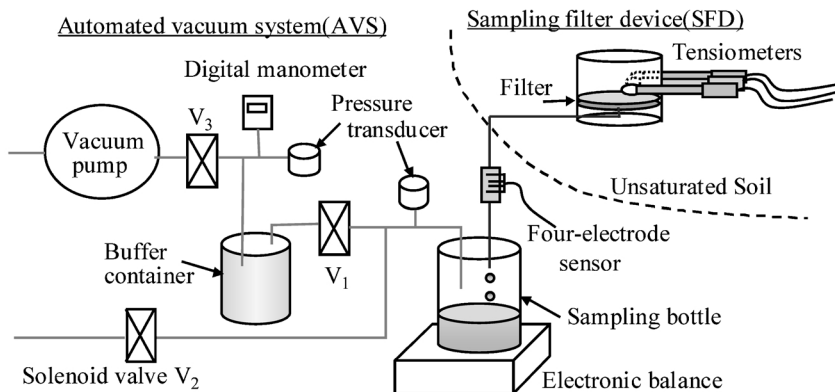 Automated vacuum system(AVS)
Sampling filter device(SFD)
Digital manometer
Tensiometers
Filter
Pressure
transducer
V3
Vacuum
pump
Unsaturated Soil
Buffer
container
V1
Four-electrode
sensor
Sampling bottle
Solenoid valve V2
Electronic balance